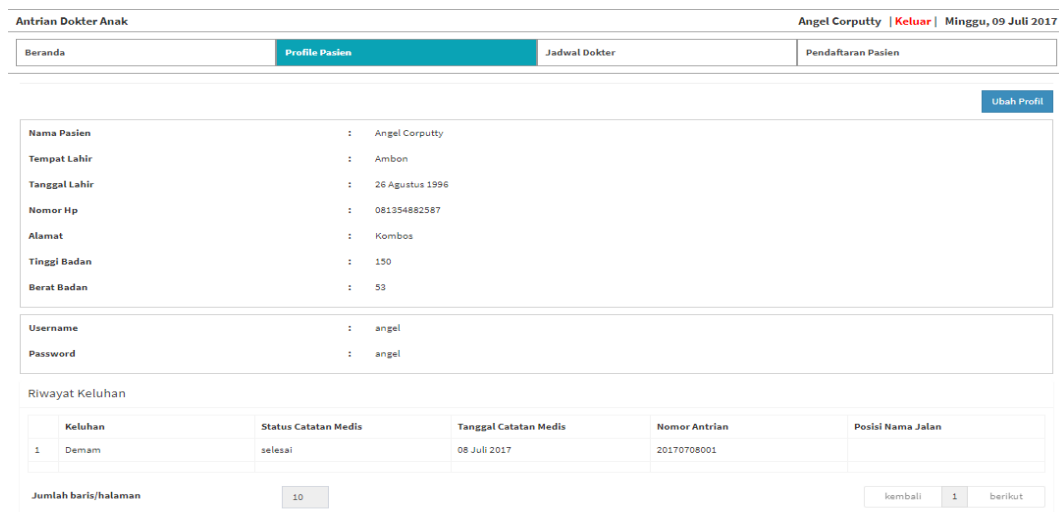 Antrian Dokter Anak Angel Corputty | Keluar | Minggu, 09 Juli 2017
Beranda Profile Pasien Jadwal Dokter Pendaftaran Pasien
Ubah Profil
Nama Pasien : Angel Corputty
Tempat Lahir : Ambon
Tanggal Lahir : 26 Agustus 1996
Nomor Hp : 081354882587
Alamat : Kombos
Tinggi Badan : 150
Berat Badan : 53
Username : angel
Password : angel
Riwayat Keluhan
Keluhan Status Catatan Medis Tanggal Catatan Medis Nomor Antrian Posisi Nama Jalan
1 Demam selesai 08 Juli 2017 20170708001
Jumlah baris/halaman 10 kembali 1 berikut